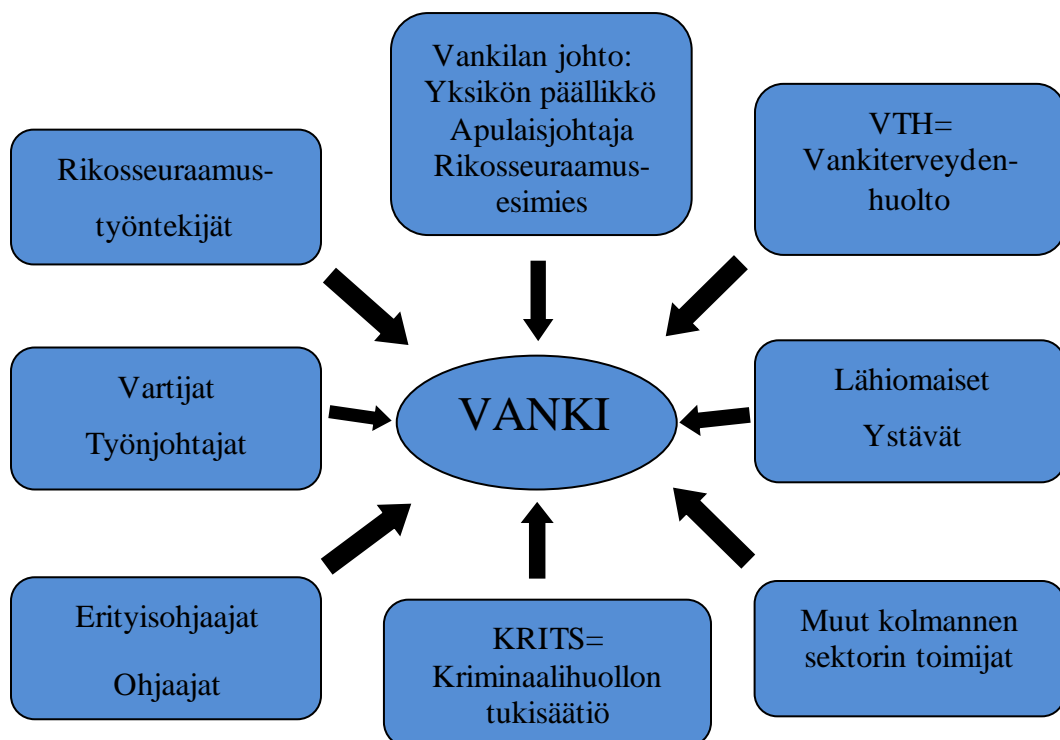 Vankilan johto:
Yksikön päällikkö
Apulaisjohtaja
Rikosseuraamus-
esimies
VTH=
Vankiterveyden-
huolto
Rikosseuraamus-
työntekijät
Vartijat
Työnjohtajat
VANKI
Lähiomaiset
Ystävät
Erityisohjaajat
Ohjaajat
KRITS=
Kriminaalihuollon
tukisäätiö
Muut kolmannen
sektorin toimijat